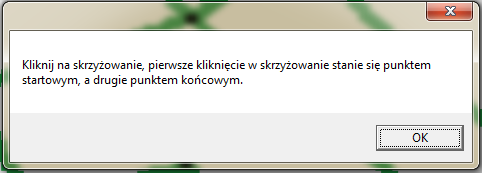 Kliknij na skrzyżowanie, pierwsze kliknięcie w skrzyżowanie stanie się punktem
startowym, a drugie punktem końcowym.
OK